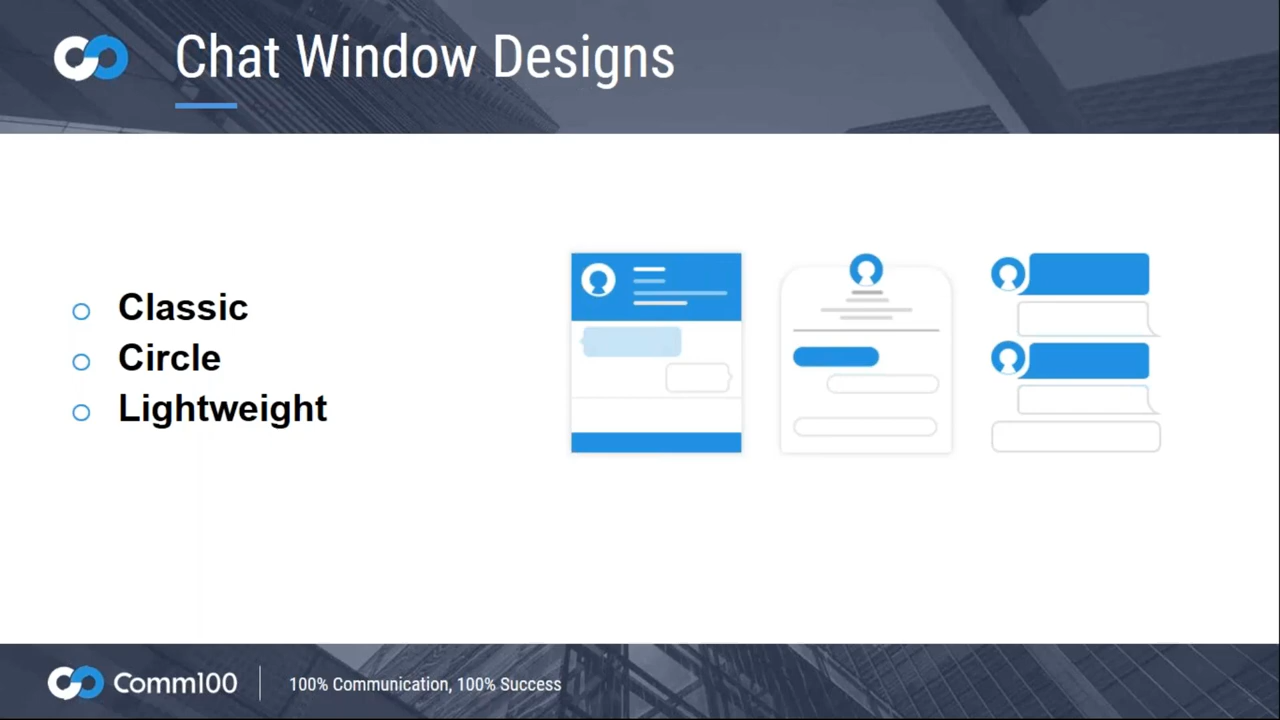 Chat Window Designs
Classic
Circle
Lightweight
Comm100
100% Communication, 100% Success